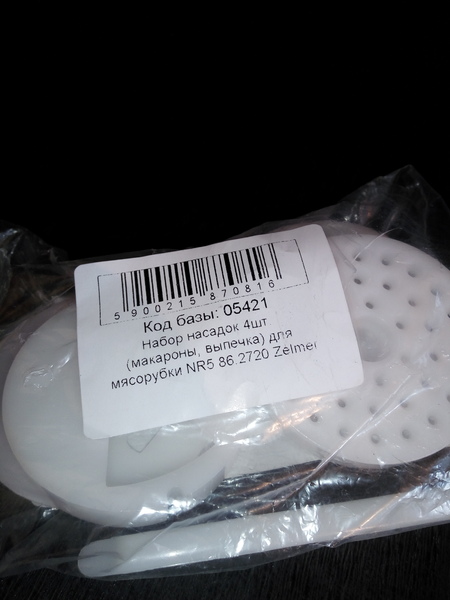 5 900215 870816
Код базы: 05421
Набор насадок 4шт.
(макароны, выпечка) для
мясорубки NR5 86.2720 Zelmer